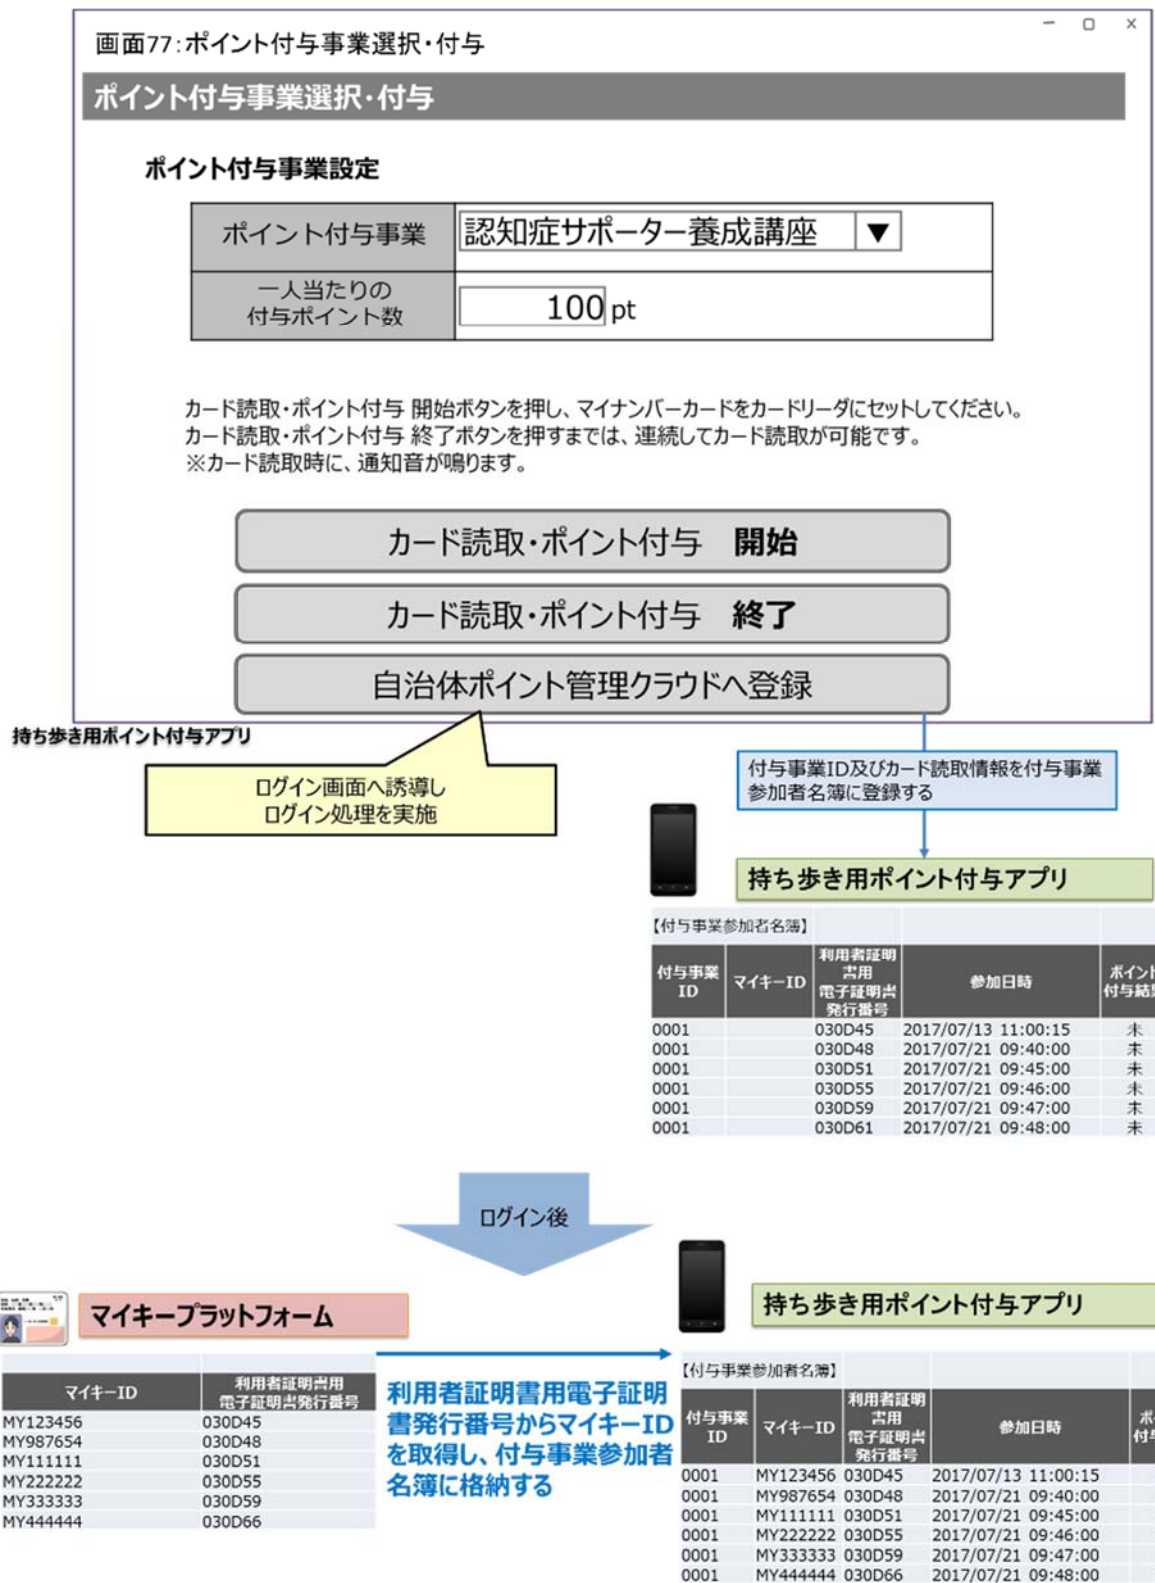 画面77:ポイント付与事業選択・付与
ポイント付与事業選択・付与
ポイント付与事業設定
ポイント付与事業 認知症サポーター養成講座 ▼
一人当たりの
付与ポイント数
100 pt
カード読取・ポイント付与 開始ボタンを押し、マイナンバーカードをカードリーダにセットしてください。
カード読取・ポイント付与 終了ボタンを押すまでは、連続してカード読取が可能です。
※カード読取時に、通知音が鳴ります。
カード読取・ポイント付与 開始
カード読取・ポイント付与 終了
自治体ポイント管理クラウドへ登録
持ち歩き用ポイント付与アプリ
ログイン画面へ誘導し
ログイン処理を実施
付与事業ID及びカード読取情報を付与事業
参加者名簿に登録する
持ち歩き用ポイント付与アプリ
【付与事業参加者名簿】
付与事業
ID
マイキーID
利用者証明
書用
電子証明書
発行番号
参加日時
ポイント
付与結果
0001 030D45 2017/07/13 11:00:15 未
0001 030D48 2017/07/21 09:40:00 未
0001 030D51 2017/07/21 09:45:00 未
0001 030D55 2017/07/21 09:46:00 未
0001 030D59 2017/07/21 09:47:00 未
0001 030D61 2017/07/21 09:48:00 未
ログイン後
マイキープラットフォーム
マイキーID
利用者証明書用
電子証明書発行番号
MY123456 030D45
MY987654 030D48
MY111111 030D51
MY222222 030D55
MY333333 030D59
MY444444 030D66
利用者証明書用電子証明
書発行番号からマイキーID
を取得し、付与事業参加者
名簿に格納する
持ち歩き用ポイント付与アプリ
【付与事業参加者名簿】
付与事業
ID
マイキーID
利用者証明
書用
電子証明書
発行番号
参加日時
0001 MY123456 030D45 2017/07/13 11:00:15
0001 MY987654 030D48 2017/07/21 09:40:00
0001 MY111111 030D51 2017/07/21 09:45:00
0001 MY222222 030D55 2017/07/21 09:46:00
0001 MY333333 030D59 2017/07/21 09:47:00
0001 MY444444 030D66 2017/07/21 09:48:00